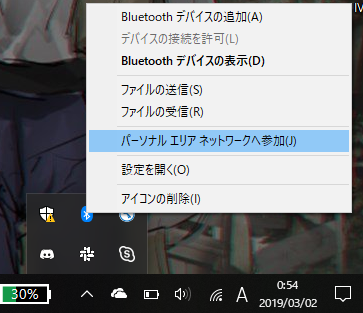 Bluetooth デバイスの追加(A)
デバイスの接続を許可(L)
Bluetooth デバイスの表示(D)
ファイルの送信(S)
ファイルの受信(R)
パーソナル エリア ネットワークへ参加(J)
設定を開く(O)
アイコンの削除(I)
30%
A
0:54
2019/03/02